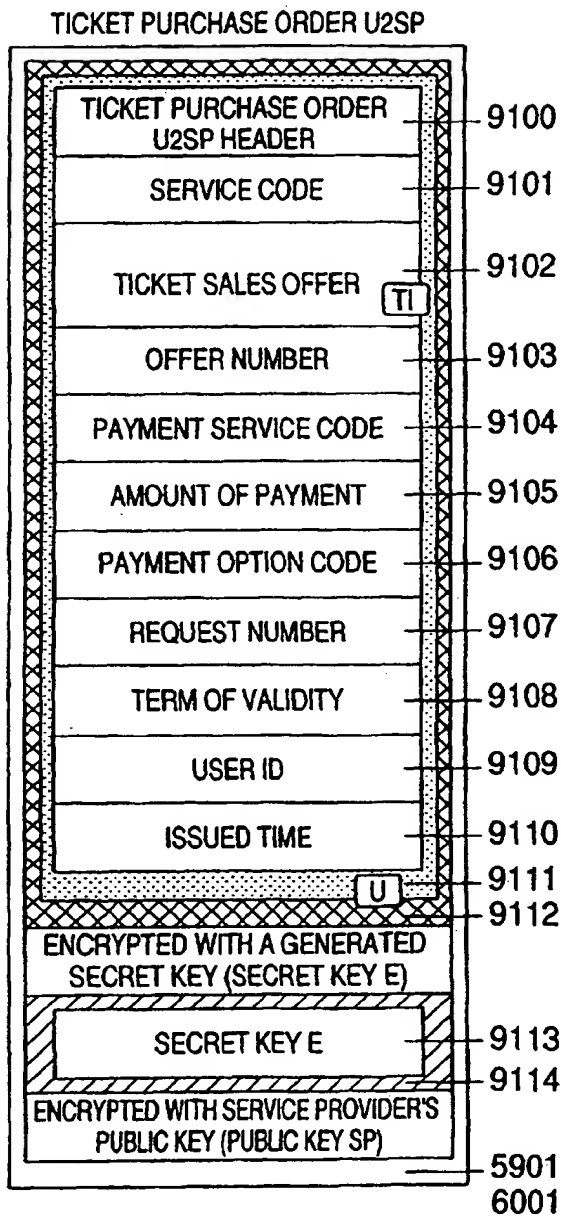 TICKET PURCHASE ORDER U2SP
TICKET PURCHASE ORDER
U2SP HEADER
9100
SERVICE CODE
9101
TICKET SALES OFFER
9102
TI
OFFER NUMBER
9103
PAYMENT SERVICE CODE
9104
AMOUNT OF PAYMENT
9105
PAYMENT OPTION CODE
9106
REQUEST NUMBER
9107
TERM OF VALIDITY
9108
USER ID
9109
ISSUED TIME
9110
U
9111
9112
ENCRYPTED WITH A GENERATED
SECRET KEY (SECRET KEY E)
SECRET KEY E
9113
9114
ENCRYPTED WITH SERVICE PROVIDER'S
PUBLIC KEY (PUBLIC KEY SP)
5901
6001